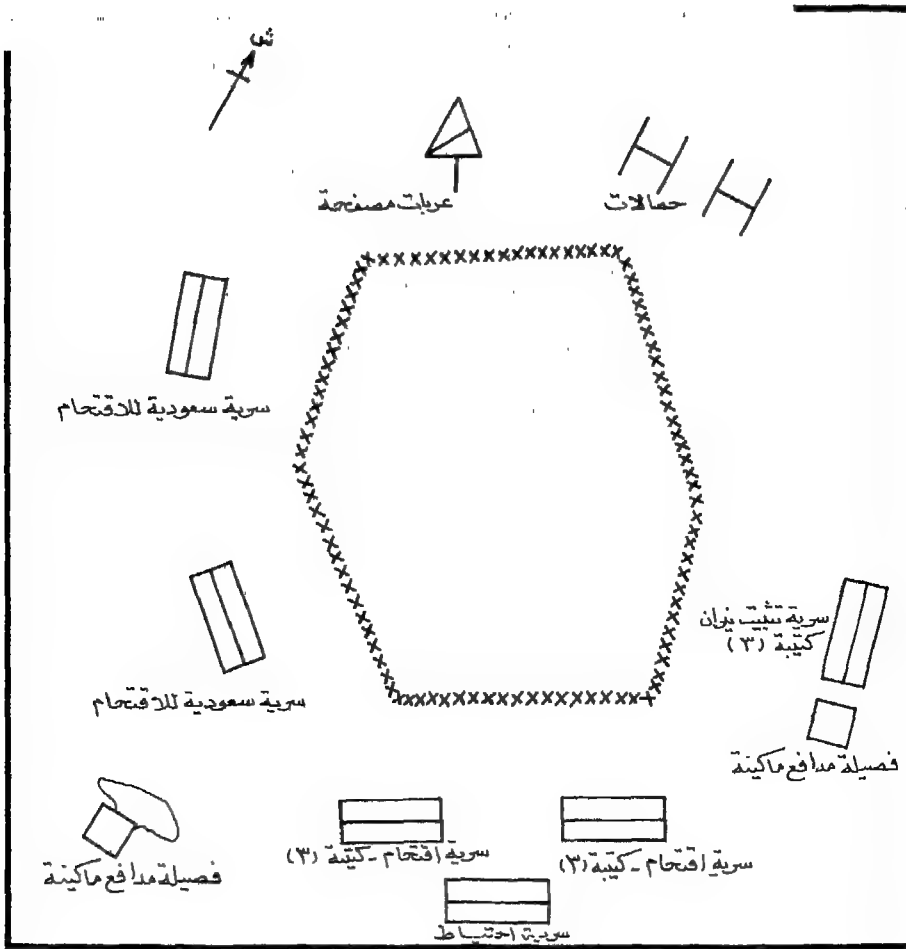 ش
عربات مصفحة
حمالات
سرية سعودية للاقتحام
سرية تثبيت نيران
كتيبة (٣)
سرية سعودية للاقتحام
فصيلة مدافع ماكينة
سرية اقتحام - كتيبة (٣)
سرية اقتحام - كتيبة (٣)
فصيلة مدافع ماكينة
سرية احتياط